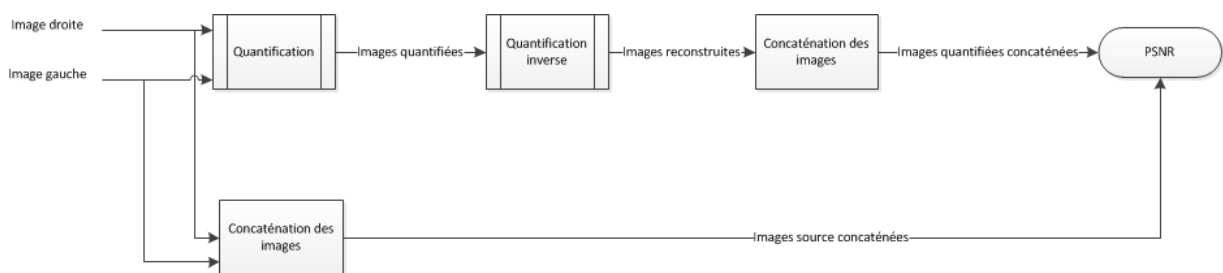 Image droite
Image gauche
Quantification
Images quantifiées
Quantification
inverse
Images reconstruites
Concaténation des
images
Images quantifiées concaténées
PSNR
Concaténation des
images
Images source concaténées